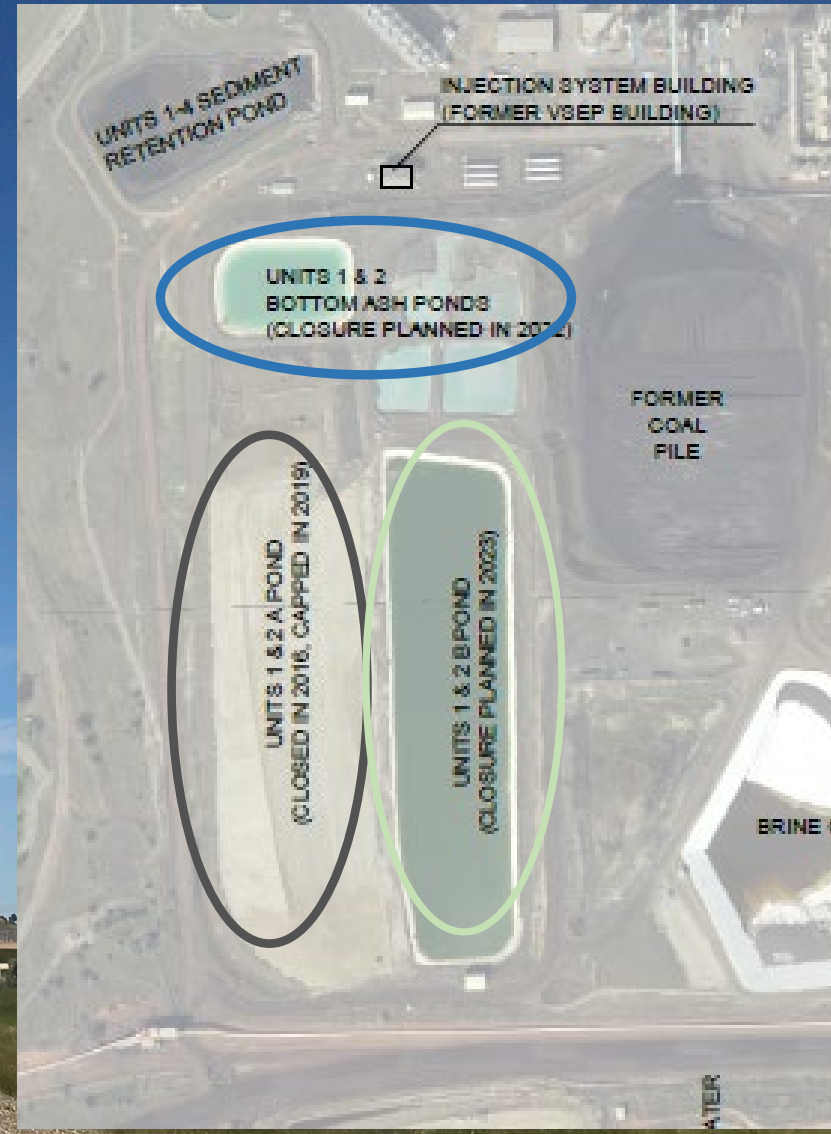 UNITS 1-4 SEDIMENT
RETENTION POND
INJECTION SYSTEM BUILDING
(FORMER VSEP BUILDING)
UNITS 1 & 2
BOTTOM ASH PONDS
(CLOSURE PLANNED IN 2022)
FORMER
COAL
PILE
UNITS 1 & 2 A POND
(CLOSED IN 2016, CAPPED IN 2019)
UNITS 1 & 2 B POND
(CLOSURE PLANNED IN 2023)
BRINE
ATER